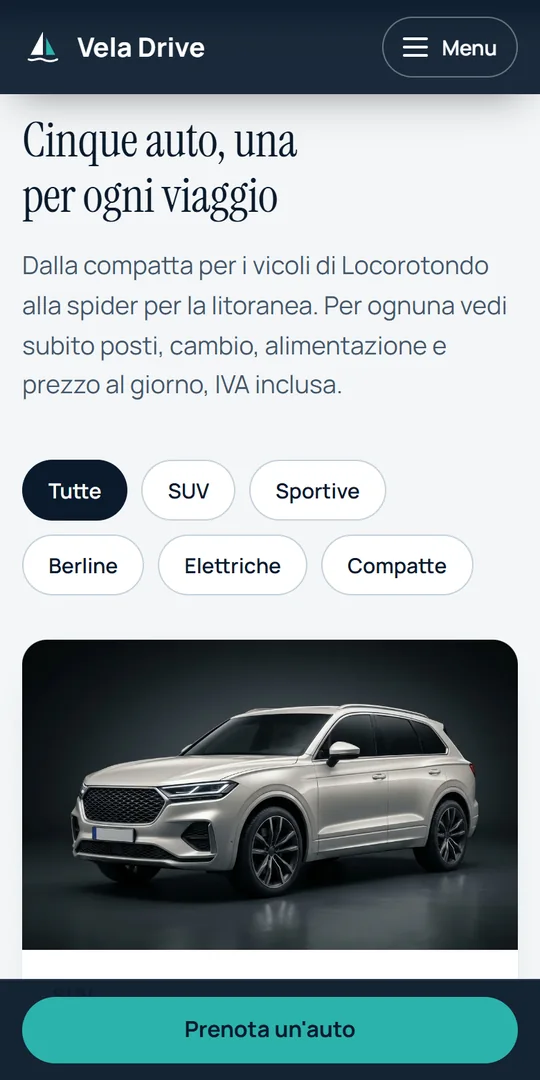 Vela Drive
Menu
Cinque auto, una
per ogni viaggio
Dalla compatta per i vicoli di Locorotondo
alla spider per la litoranea. Per ognuna vedi
subito posti, cambio, alimentazione e
prezzo al giorno, IVA inclusa.
Tutte
SUV
Sportive
Berline
Elettriche
Compatte
Prenota un'auto